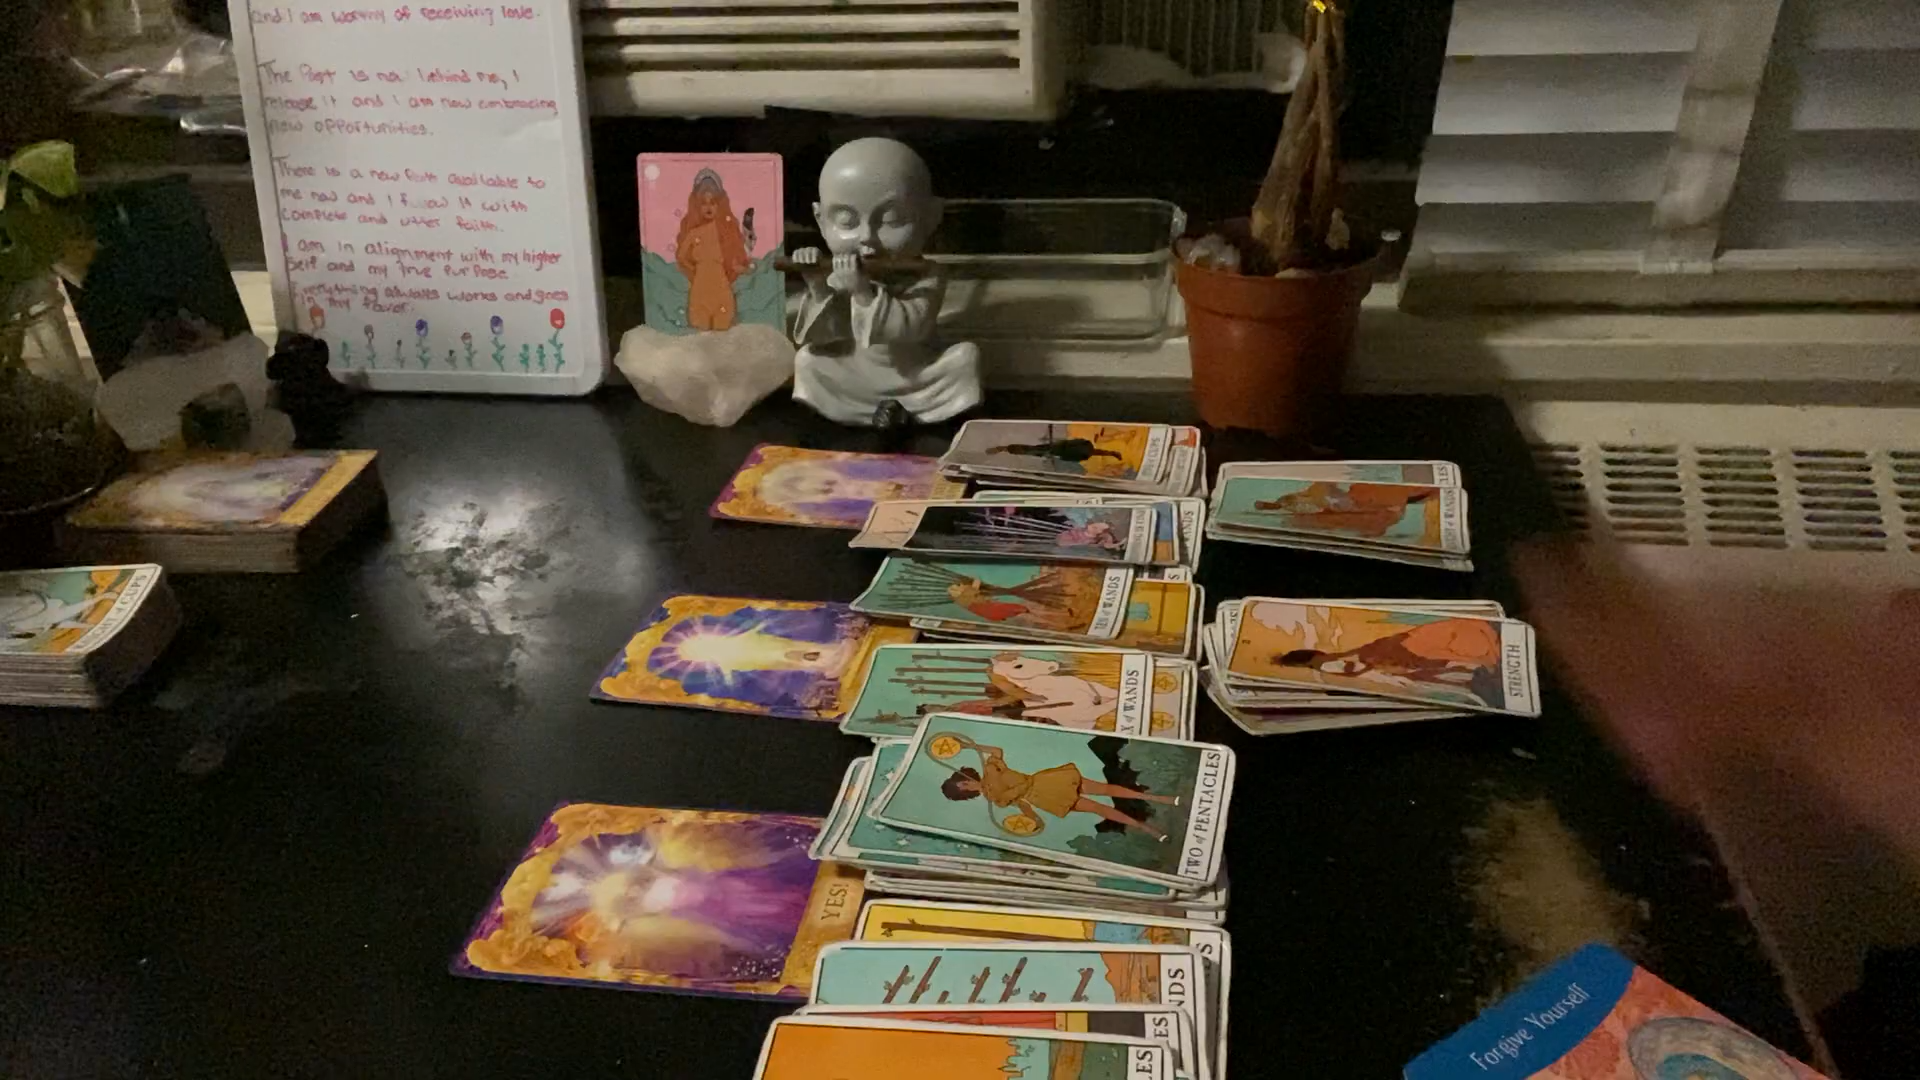 and I am worthy of receiving love.
The Past is now behind me, I
release it and I am now embracing
new opportunities.
There is a new Path available to
me now and I follow it with
complete and utter faith.
I am in alignment with my higher
self and my true purpose
Everything always works and goes
in my favor.
CUPS
CUPS
WANDS
TEN of WANDS
X of WANDS
STRENGTH
TWO of PENTACLES
YES!
NDS
LES
Forgive Yourself